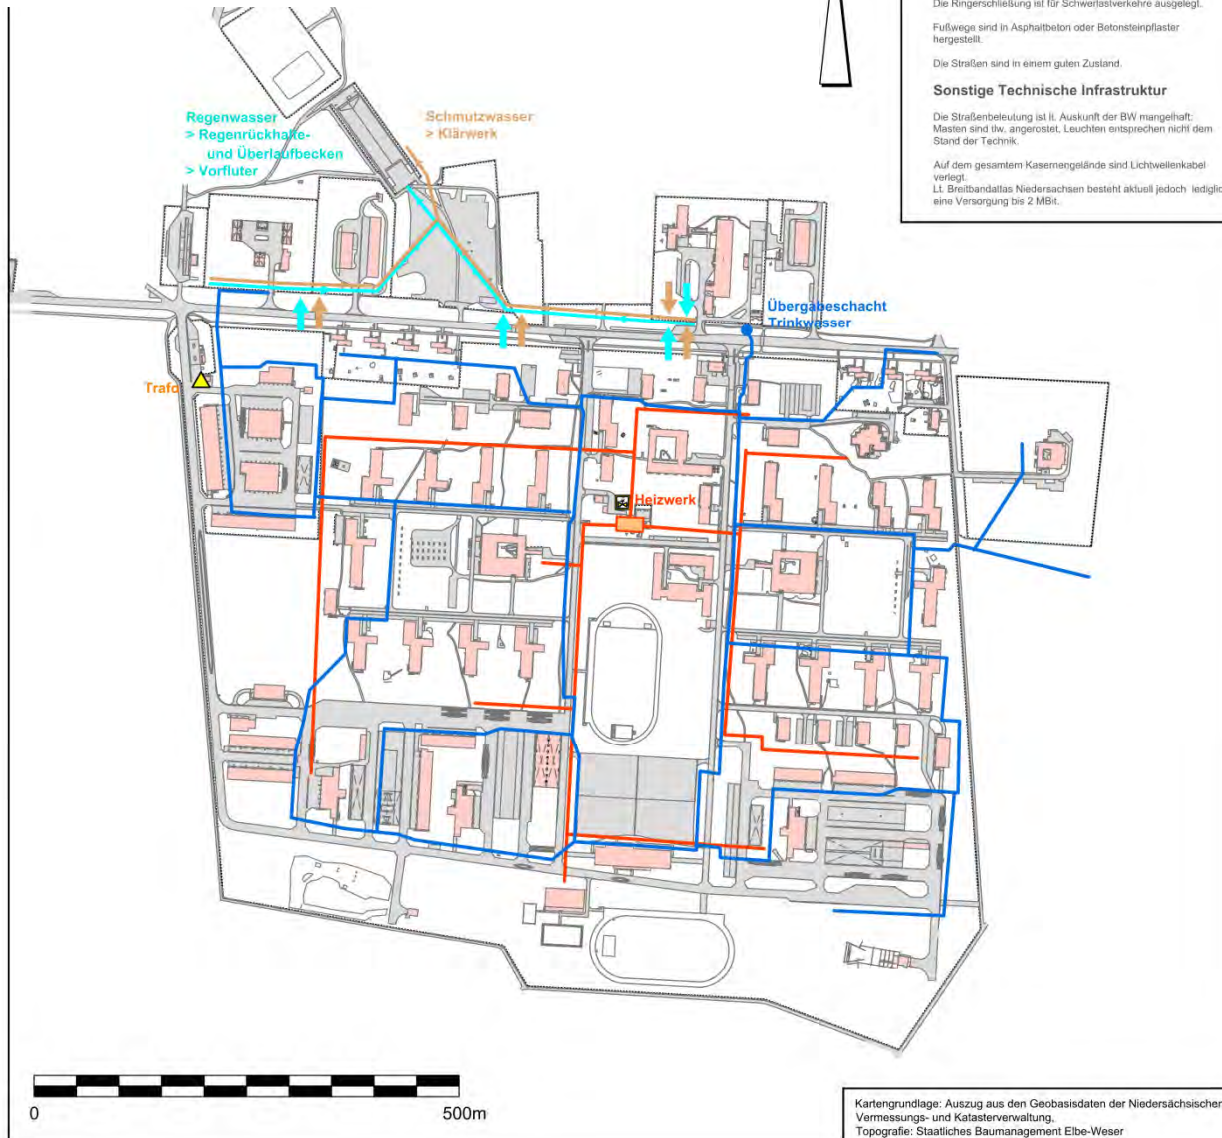 Die Ringerschließung ist für Schwerlastverkehre ausgelegt.
Fußwege sind in Asphaltbeton oder Betonsteinpflaster
hergestellt.
Die Straßen sind in einem guten Zustand.
Sonstige Technische Infrastruktur
Die Straßenbeleutung ist lt. Auskunft der BW mangelhaft:
Masten sind tlw. angerostet, Leuchten entsprechen nicht dem
Stand der Technik.
Auf dem gesamtem Kasernengelände sind Lichtwellenkabel
verlegt.
Lt. Breitbandatlas Niedersachsen besteht aktuell jedoch lediglic
eine Versorgung bis 2 MBit.
Regenwasser
> Regenrückhalte-
und Überlaufbecken
> Vorfluter
Schmutzwasser
> Klärwerk
Übergabeschacht
Trinkwasser
Trafo
Heizwerk
0
500m
Kartengrundlage: Auszug aus den Geobasisdaten der Niedersächsischen
Vermessungs- und Katasterverwaltung,
Topografie: Staatliches Baumanagement Elbe-Weser